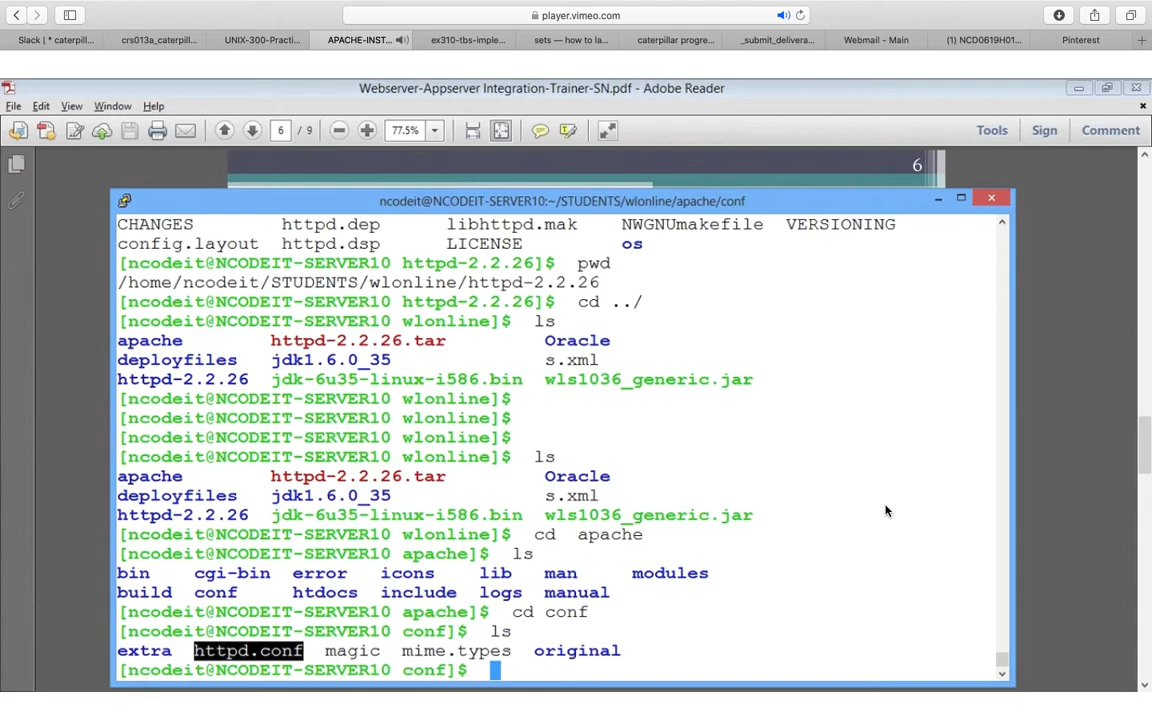 player.vimeo.com
Slack | * caterpill... crs013a_caterpill... UNIX-300-Practi... APACHE-INST... ex310-tbs-imple... sets — how to la... caterpillar progre... _submit_delivera... Webmail - Main (1) NCD0619H01... Pinterest
Webserver-Appserver Integration-Trainer-SN.pdf - Adobe Reader
File Edit View Window Help
6 / 9 77.5% Tools Sign Comment
6
ncodeit@NCODEIT-SERVER10:~/STUDENTS/wlonline/apache/conf
CHANGES httpd.dep libhttpd.mak NWGNUmakefile VERSIONING
config.layout httpd.dsp LICENSE os
[ncodeit@NCODEIT-SERVER10 httpd-2.2.26]$ pwd
/home/ncodeit/STUDENTS/wlonline/httpd-2.2.26
[ncodeit@NCODEIT-SERVER10 httpd-2.2.26]$ cd ../
[ncodeit@NCODEIT-SERVER10 wlonline]$ ls
apache httpd-2.2.26.tar Oracle
deployfiles jdk1.6.0_35 s.xml
httpd-2.2.26 jdk-6u35-linux-i586.bin wls1036_generic.jar
[ncodeit@NCODEIT-SERVER10 wlonline]$
[ncodeit@NCODEIT-SERVER10 wlonline]$
[ncodeit@NCODEIT-SERVER10 wlonline]$
[ncodeit@NCODEIT-SERVER10 wlonline]$ ls
apache httpd-2.2.26.tar Oracle
deployfiles jdk1.6.0_35 s.xml
httpd-2.2.26 jdk-6u35-linux-i586.bin wls1036_generic.jar
[ncodeit@NCODEIT-SERVER10 wlonline]$ cd apache
[ncodeit@NCODEIT-SERVER10 apache]$ ls
bin cgi-bin error icons lib man modules
build conf htdocs include logs manual
[ncodeit@NCODEIT-SERVER10 apache]$ cd conf
[ncodeit@NCODEIT-SERVER10 conf]$ ls
extra httpd.conf magic mime.types original
[ncodeit@NCODEIT-SERVER10 conf]$